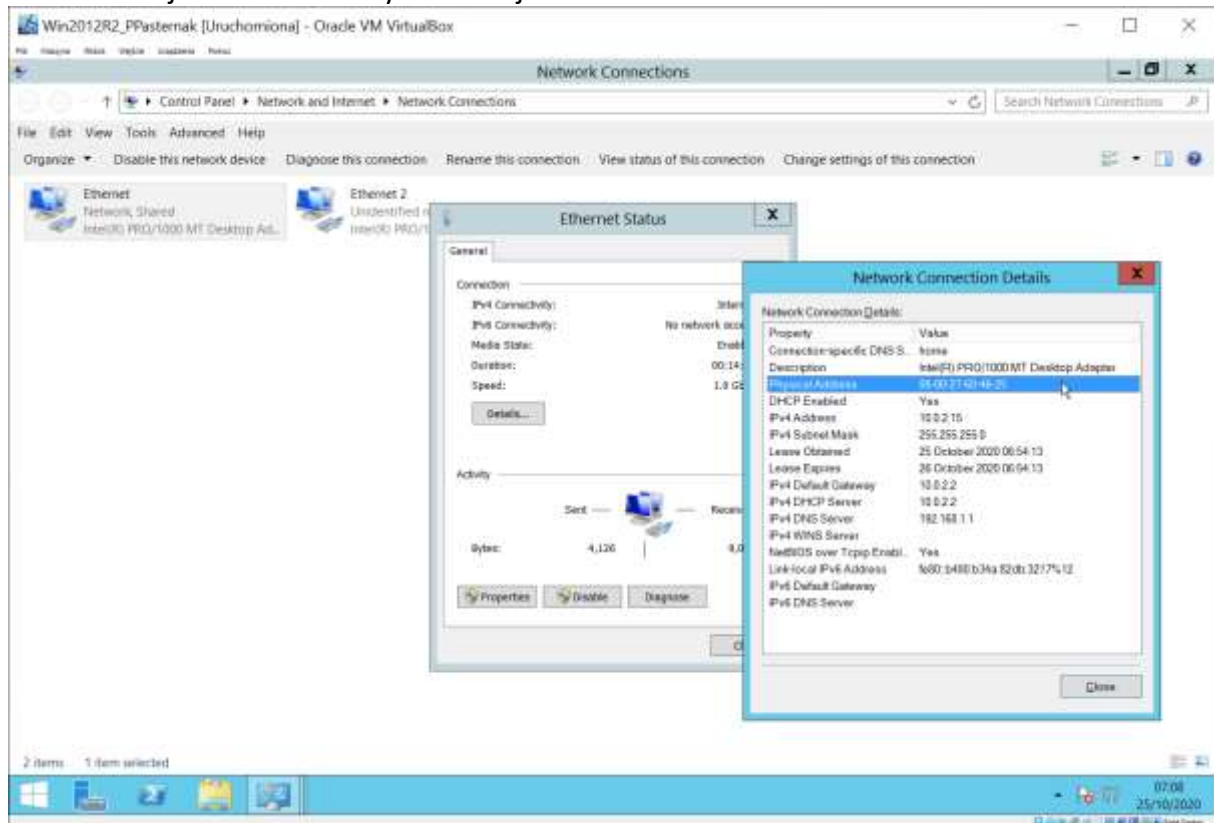 Win2012R2_PPasternak [Uruchomiona] - Oracle VM VirtualBox
Network Connections
Control Panel Network and Internet Network Connections
Search Network Connections
File Edit View Tools Advanced Help
Organize Disable this network device Diagnose this connection Rename this connection View status of this connection Change settings of this connection
Ethernet
Network, Shared
Intel(R) PRO/1000 MT Desktop Ad...
Ethernet 2
Unidentified
Intel(R) PRO/1
Ethernet Status
General
Connection
IPv4 Connectivity:
IPv6 Connectivity: No network
Media State:
Duration: 00:14:
Speed: 1.0
Details...
Activity
Sent
Bytes: 4,126
Properties Disable Diagnose
Network Connection Details
Network Connection Details:
Property Value
Connection-specific DNS S... home
Description Intel(R) PRO/1000 MT Desktop Adapter
Physical Address
DHCP Enabled Yes
IPv4 Address 10.0.2.15
IPv4 Subnet Mask 255.255.255.0
Lease Obtained 25 October 2020 06:54:13
Lease Expires 26 October 2020 06:54:13
IPv4 Default Gateway 10.0.2.2
IPv4 DHCP Server 10.0.2.2
IPv4 DNS Server 192.168.1.1
IPv4 WINS Server
NetBIOS over Tcpip Enabl... Yes
Link-local IPv6 Address
IPv6 Default Gateway
IPv6 DNS Server
Close
2 items 1 item selected
07:08
25/10/2020